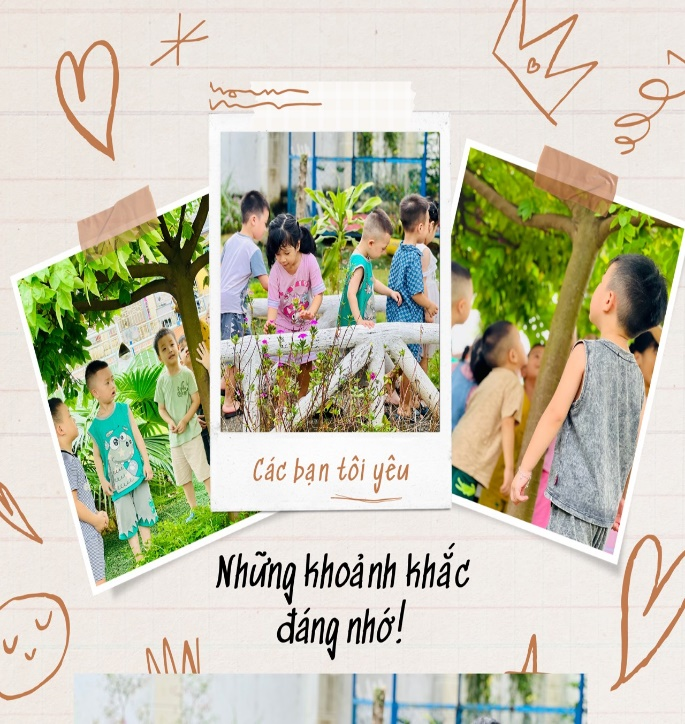 Các bạn tôi yêu
Những khoảnh khắc
đáng nhớ!